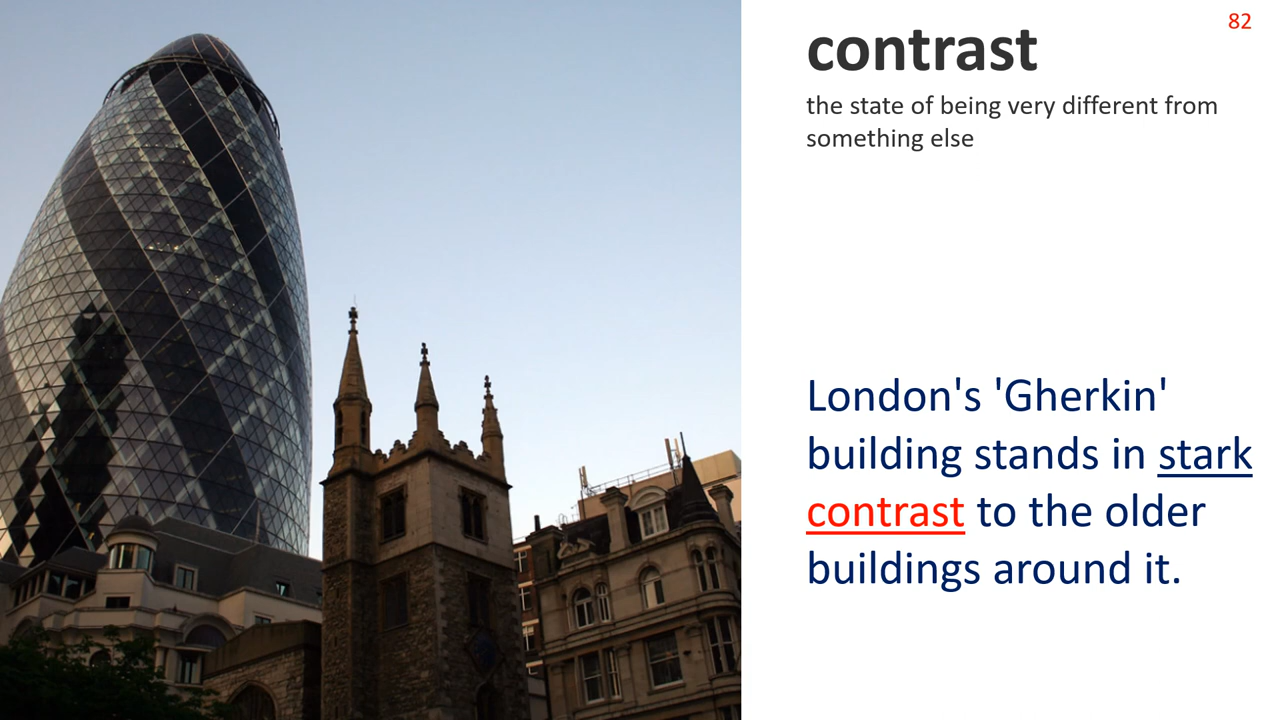 82
contrast
the state of being very different from
something else
London's 'Gherkin'
building stands in stark
contrast to the older
buildings around it.